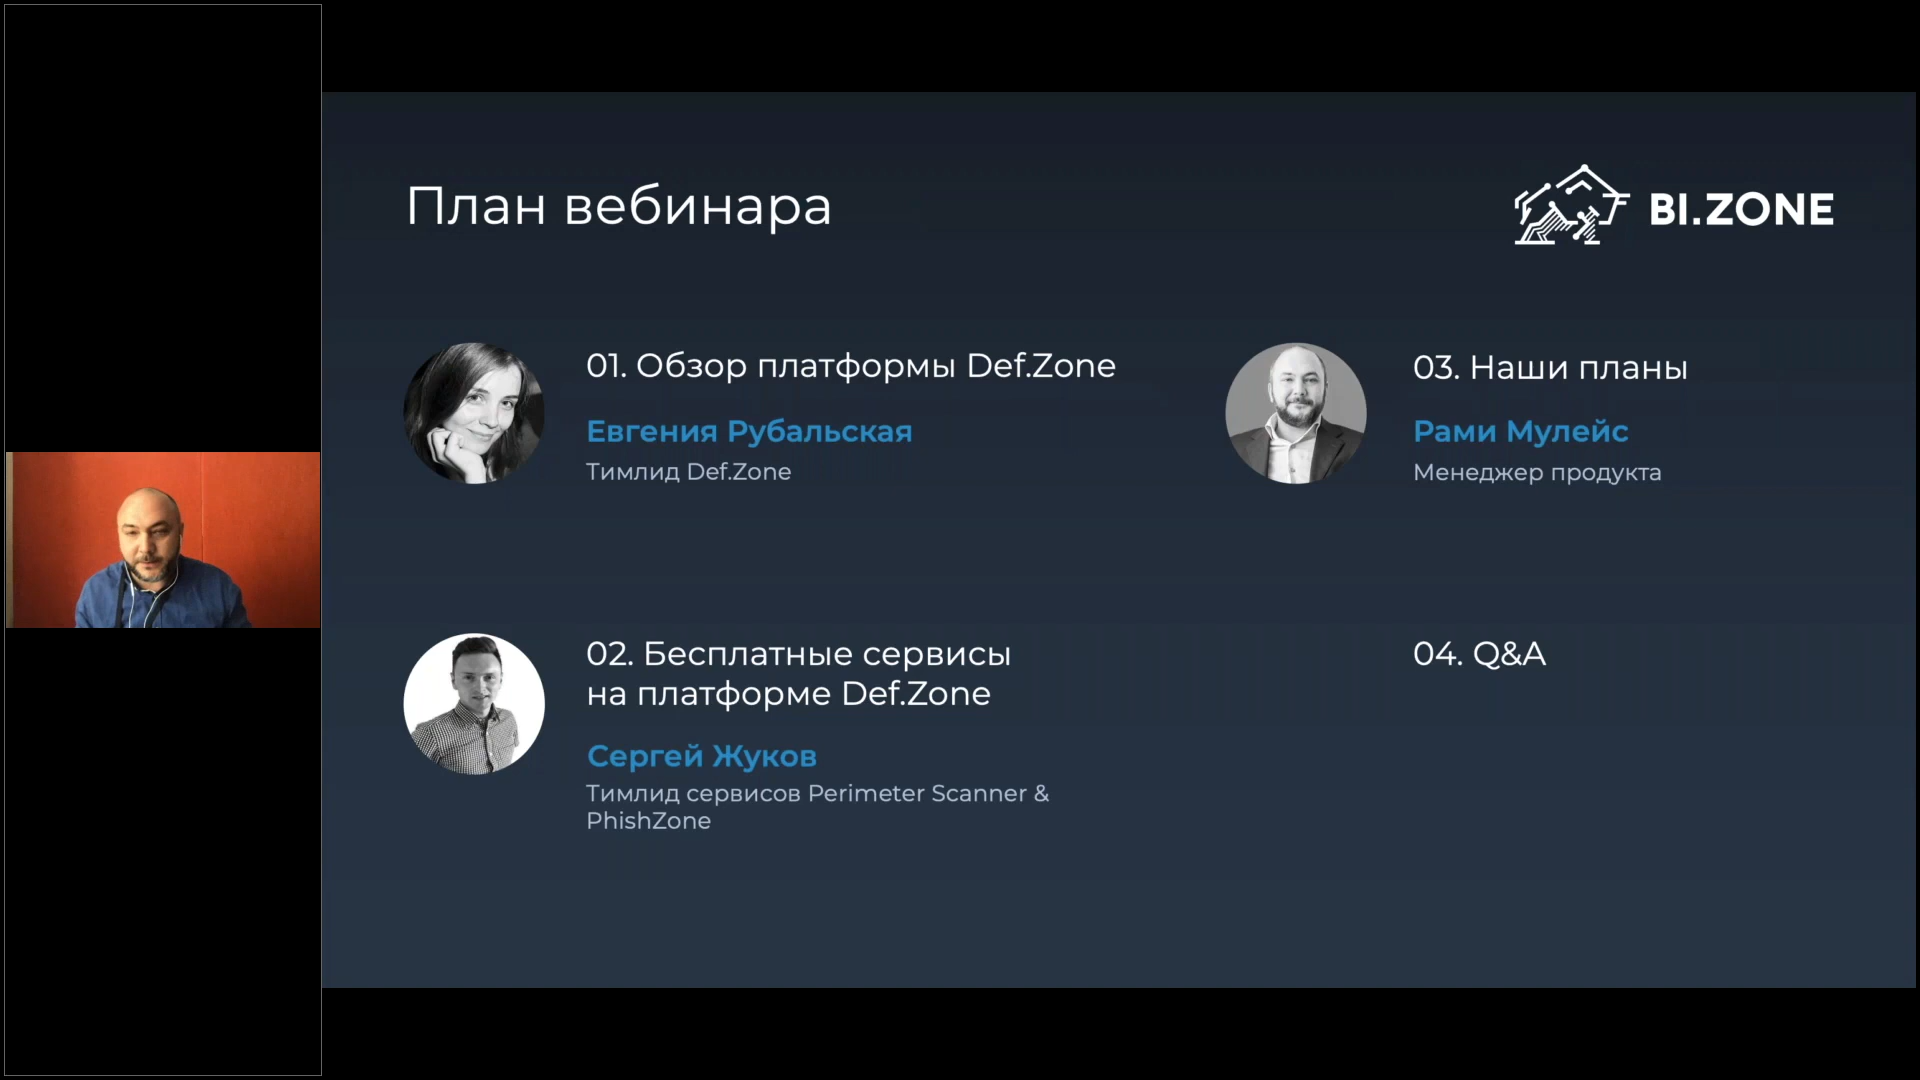 План вебинара
BI.ZONE
01. Обзор платформы Def.Zone
Евгения Рубальская
Тимлид Def.Zone
02. Бесплатные сервисы
на платформе Def.Zone
Сергей Жуков
Тимлид сервисов Perimeter Scanner &
PhishZone
03. Наши планы
Рами Мулейс
Менеджер продукта
04. Q&A